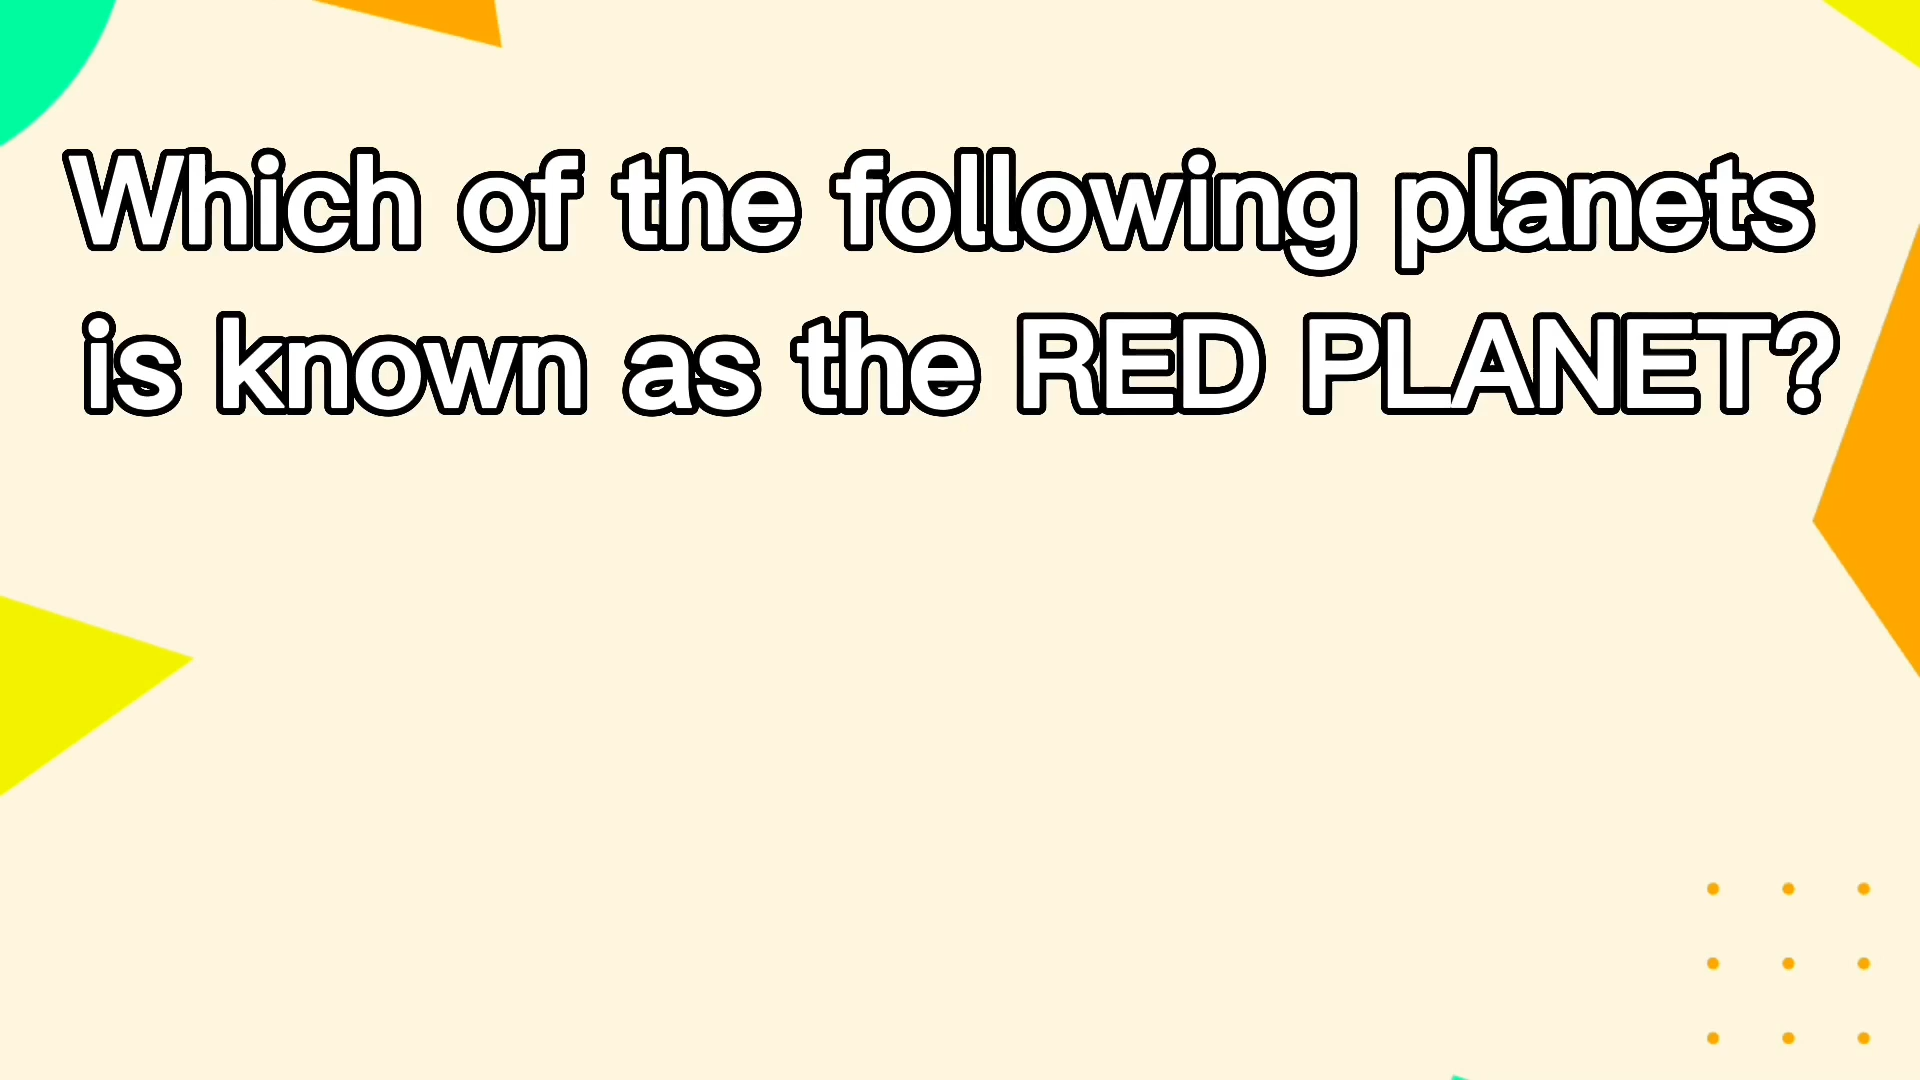 Which of the following planets
is known as the RED PLANET?